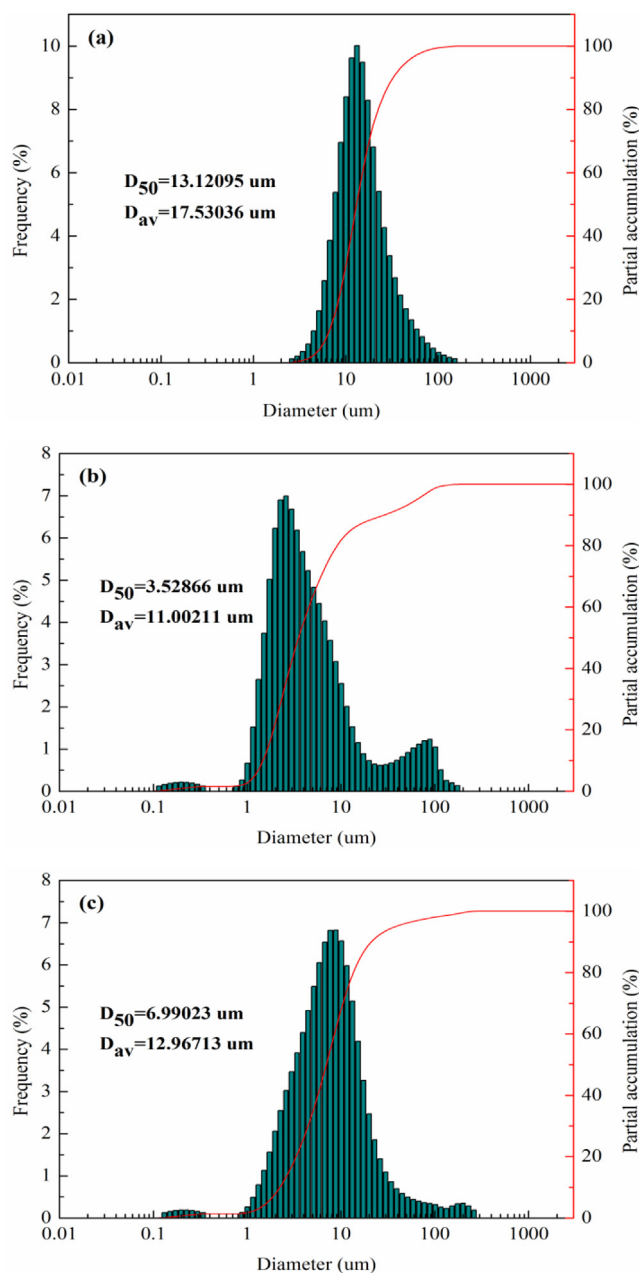 (a)
10
8
6
4
2
0
Frequency (%)
D50=13.12095 um
Dav=17.53036 um
100
80
60
40
20
0
Partial accumulation (%)
0.01 0.1 1 10 100 1000
Diameter (um)
(b)
8
7
6
5
4
3
2
1
0
Frequency (%)
D50=3.52866 um
Dav=11.00211 um
100
80
60
40
20
0
Partial accumulation (%)
0.01 0.1 1 10 100 1000
Diameter (um)
(c)
8
7
6
5
4
3
2
1
0
Frequency (%)
D50=6.99023 um
Dav=12.96713 um
100
80
60
40
20
0
Partial accumulation (%)
0.01 0.1 1 10 100 1000
Diameter (um)